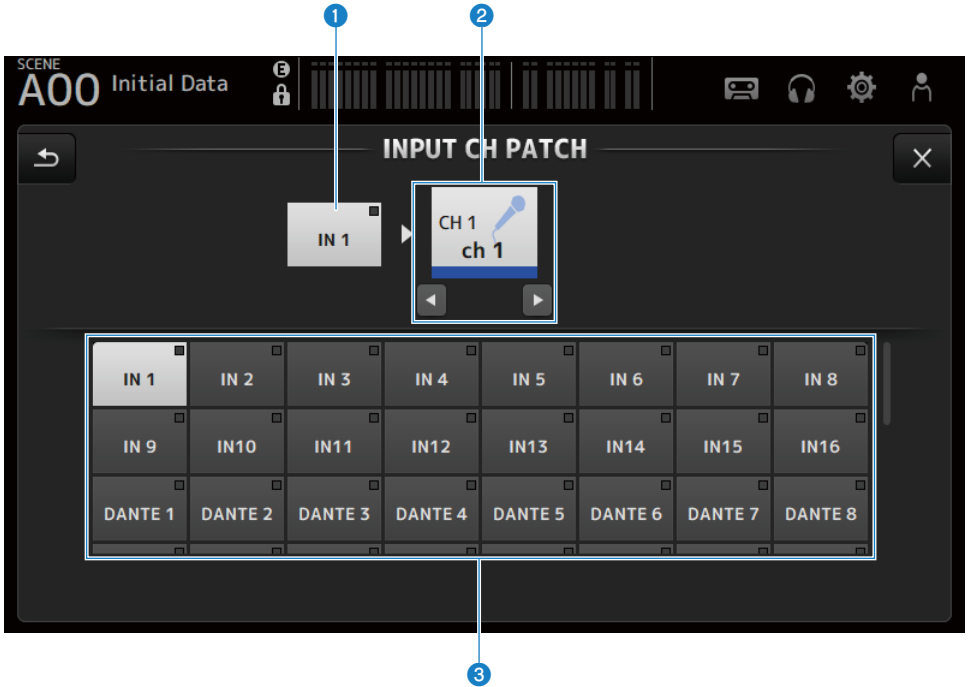 1 2
SCENE
A00 Initial Data E
INPUT CH PATCH
IN 1
CH 1
ch 1
IN 1 IN 2 IN 3 IN 4 IN 5 IN 6 IN 7 IN 8
IN 9 IN10 IN11 IN12 IN13 IN14 IN15 IN16
DANTE 1 DANTE 2 DANTE 3 DANTE 4 DANTE 5 DANTE 6 DANTE 7 DANTE 8
3